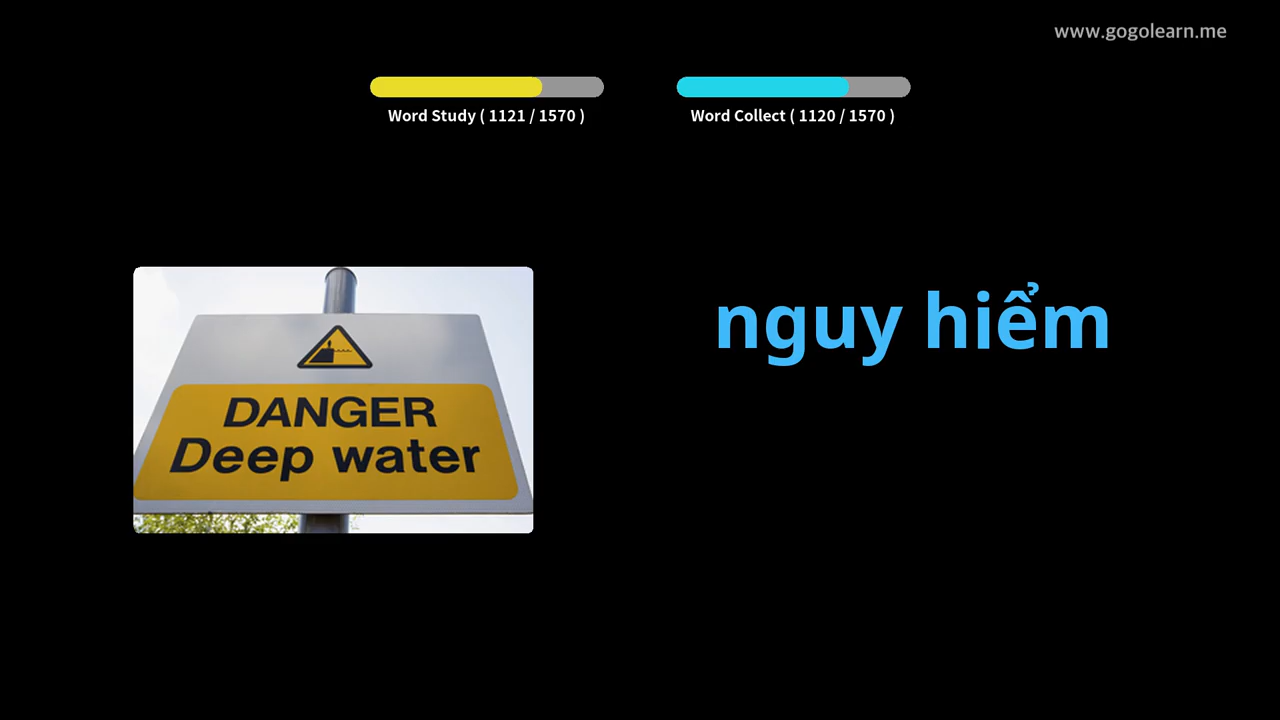 www.gogolearn.me
Word Study ( 1121 / 1570 )
Word Collect ( 1120 / 1570 )
nguy hiểm
DANGER
Deep water